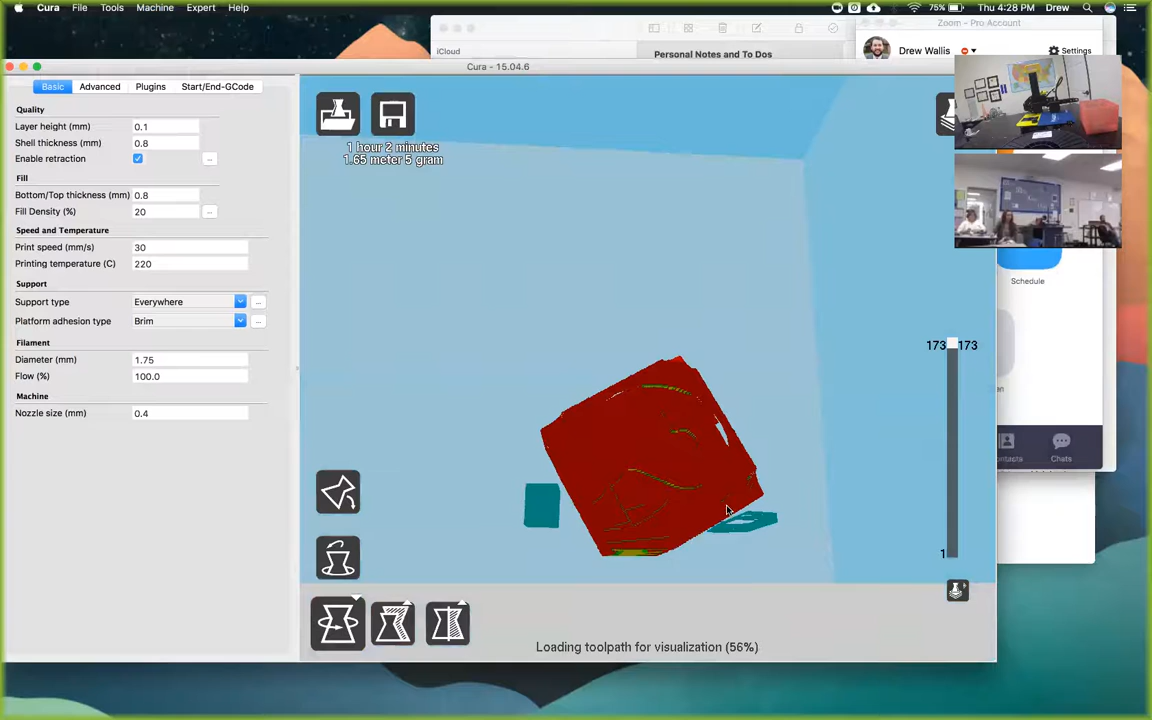 Cura File Tools Machine Expert Help
75% Thu 4:28 PM Drew
iCloud
Personal Notes and To Dos
Zoom - Pro Account
Drew Wallis
Settings
Cura - 15.04.6
Basic Advanced Plugins Start/End-GCode
Quality
Layer height (mm) 0.1
Shell thickness (mm) 0.8
Enable retraction ...
Fill
Bottom/Top thickness (mm) 0.8
Fill Density (%) 20 ...
Speed and Temperature
Print speed (mm/s) 30
Printing temperature (C) 220
Support
Support type Everywhere ...
Platform adhesion type Brim ...
Filament
Diameter (mm) 1.75
Flow (%) 100.0
Machine
Nozzle size (mm) 0.4
1 hour 2 minutes
1.65 meter 5 gram
Schedule
173 173
1
Chats
Loading toolpath for visualization (56%)